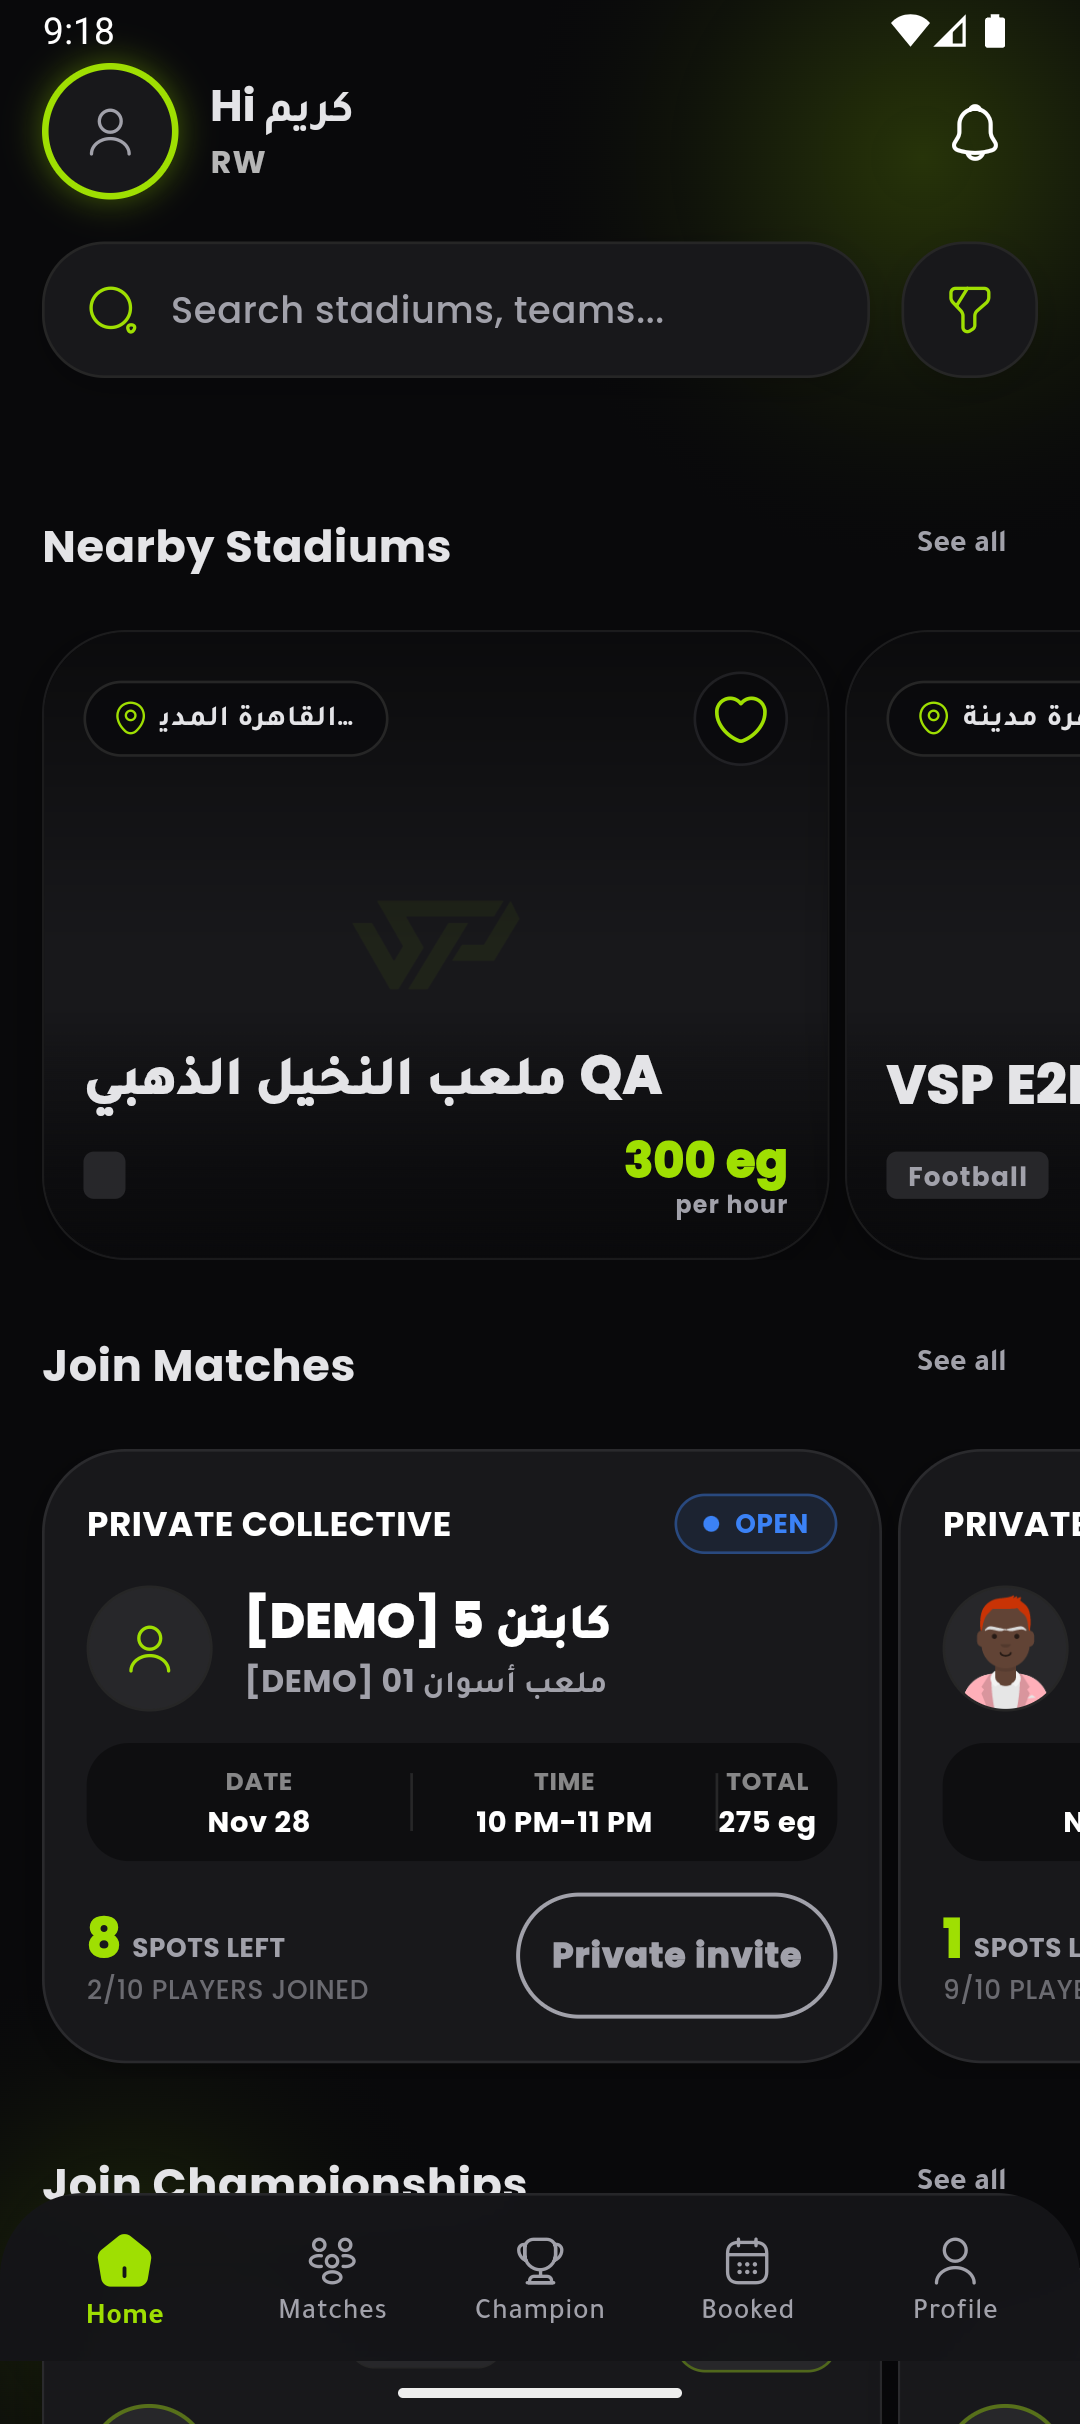 9:18
Hi كريم
RW
Search stadiums, teams...
Nearby Stadiums
See all
القاهرة المدي...
ملعب النخيل الذهبي QA
300 eg
per hour
مدينة
VSP
Football
Join Matches
See all
PRIVATE COLLECTIVE
OPEN
[DEMO] كابتن 5
[DEMO] ملعب أسوان 01
DATE
TIME
TOTAL
Nov 28
10 PM-11 PM
275 eg
8 SPOTS LEFT
2/10 PLAYERS JOINED
Private invite
PRIVATE
1 SPOTS
9/10
Join Championships
See all
Home
Matches
Champion
Booked
Profile